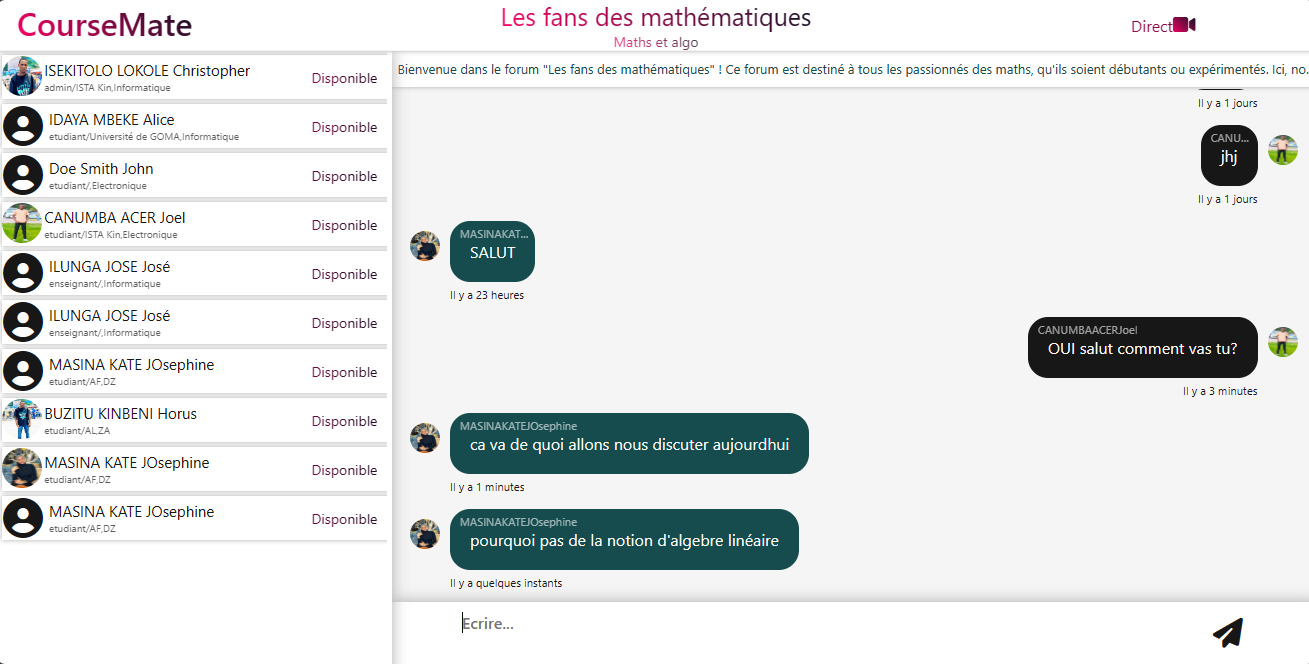 CourseMate
Les fans des mathématiques
Maths et algo
Direct
ISEKITOLO LOKOLE Christopher
admin/ISTA Kin,Informatique
Disponible
IDAYA MBEKE Alice
etudiant/Université de GOMA,Informatique
Disponible
Doe Smith John
etudiant/,Electronique
Disponible
CANUMBA ACER Joel
etudiant/ISTA Kin,Electronique
Disponible
ILUNGA JOSE José
enseignant/,Informatique
Disponible
ILUNGA JOSE José
enseignant/,Informatique
Disponible
MASINA KATE JOsephine
etudiant/AF,DZ
Disponible
BUZITU KINBENI Horus
etudiant/AL,ZA
Disponible
MASINA KATE JOsephine
etudiant/AF,DZ
Disponible
MASINA KATE JOsephine
etudiant/AF,DZ
Disponible
Bienvenue dans le forum "Les fans des mathématiques" ! Ce forum est destiné à tous les passionnés des maths, qu'ils soient débutants ou expérimentés. Ici, no.
Il y a 1 jours
CANU...
jhj
Il y a 1 jours
MASINAKAT...
SALUT
Il y a 23 heures
CANUMBAACERJoel
OUI salut comment vas tu?
Il y a 3 minutes
MASINAKATEJOsephine
ca va de quoi allons nous discuter aujourdhui
Il y a 1 minutes
MASINAKATEJOsephine
pourquoi pas de la notion d'algebre linéaire
Il y a quelques instants
Ecrire...